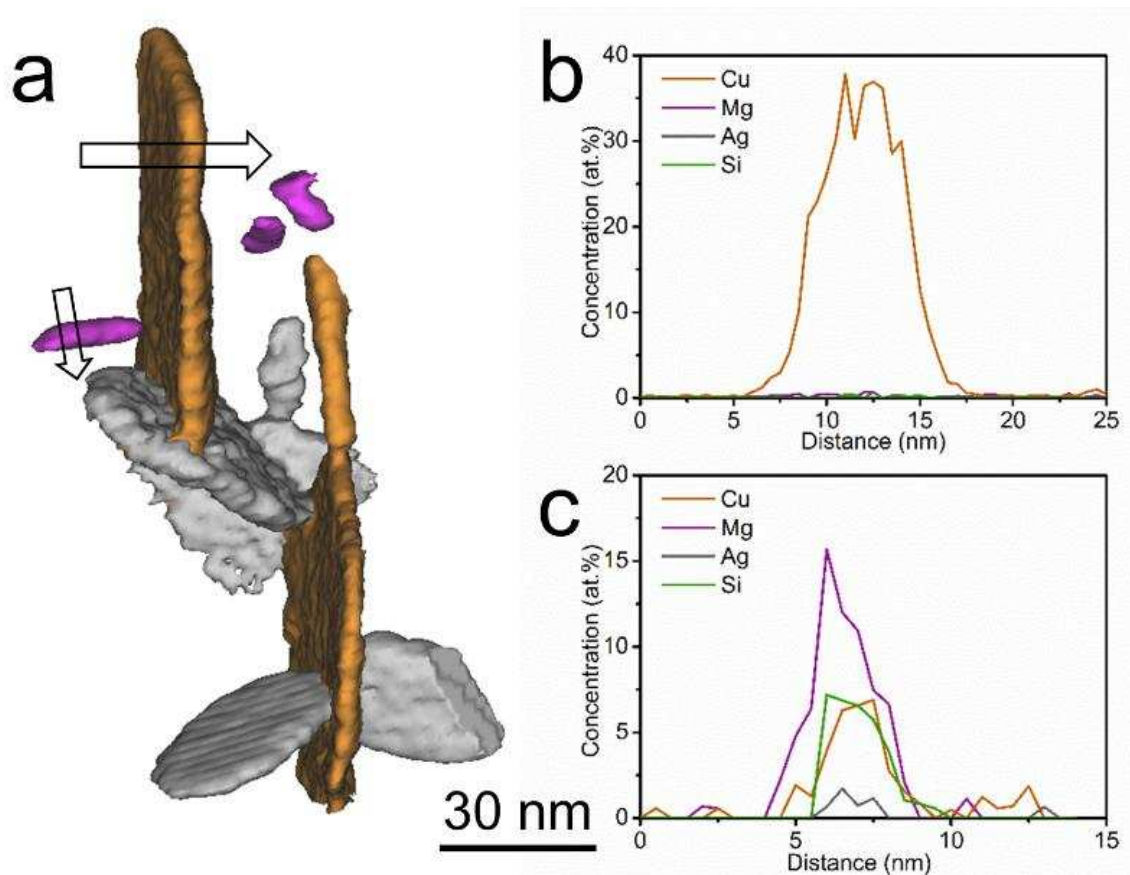 a
30 nm
b
Cu
Mg
Ag
Si
Concentration (at.%)
40
30
20
10
0
0 5 10 15 20 25
Distance (nm)
c
Cu
Mg
Ag
Si
Concentration (at.%)
20
15
10
5
0
0 5 10 15
Distance (nm)